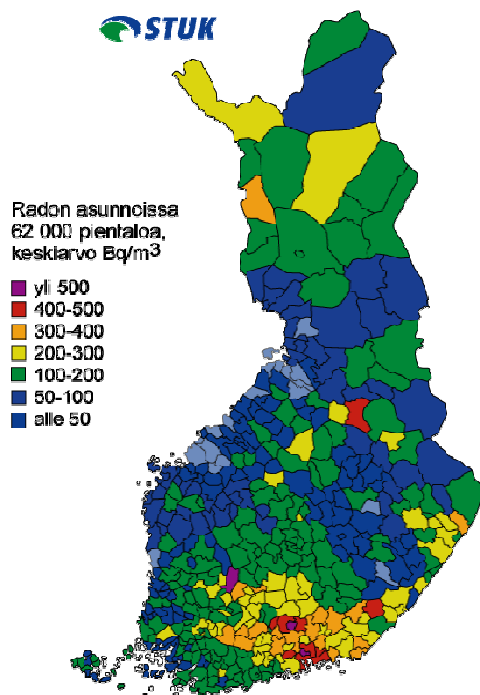 STUK
Radon asunnoissa
62 000 pientaloa,
keskiarvo Bq/m³
yli 500
400-500
300-400
200-300
100-200
50-100
alle 50